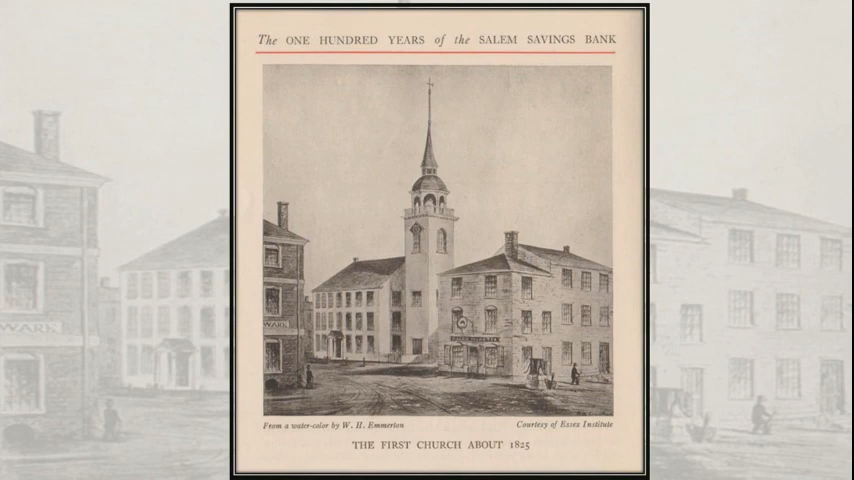 The ONE HUNDRED YEARS of the SALEM SAVINGS BANK
WARE
From a water-color by W. H. Emmerton
Courtesy of Essex Institute
THE FIRST CHURCH ABOUT 1825